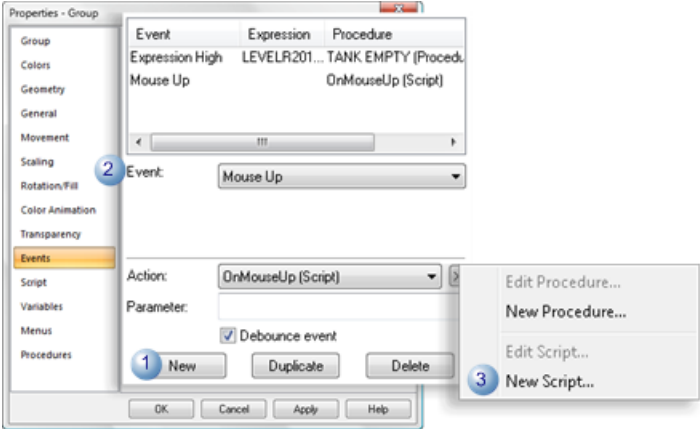 Properties - Group
Group
Colors
Geometry
General
Movement
Scaling
Rotation/Fill
Color Animation
Transparency
Events
Script
Variables
Menus
Procedures
Event Expression Procedure
Expression High LEVELR201... TANK EMPTY (Procedu
Mouse Up OnMouseUp (Script)
2 Event: Mouse Up
Action: OnMouseUp (Script)
Parameter:
Debounce event
1 New Duplicate Delete
OK Cancel Apply Help
Edit Procedure...
New Procedure...
Edit Script...
3 New Script...